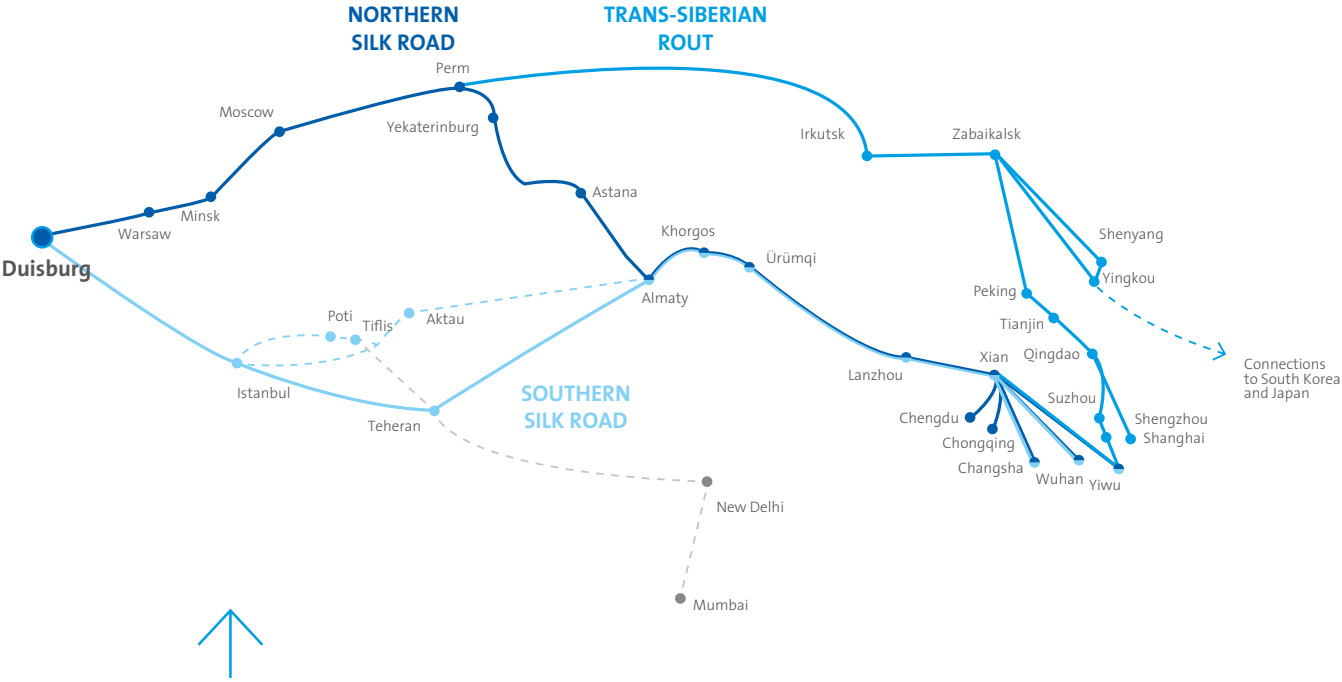 NORTHERN
SILK ROAD
TRANS-SIBERIAN
ROUT
Perm
Moscow
Yekaterinburg
Irkutsk
Zabaikalsk
Astana
Minsk
Warsaw
Khorgos
Shenyang
Ürümqi
Duisburg
Yingkou
Peking
Almaty
Poti
Aktau
Tiflis
Tianjin
Qingdao
Xian
Connections
to South Korea
and Japan
Lanzhou
Istanbul
SOUTHERN
SILK ROAD
Suzhou
Teheran
Chengdu
Shengzhou
Shanghai
Chongqing
Changsha
Wuhan
Yiwu
New Delhi
Mumbai